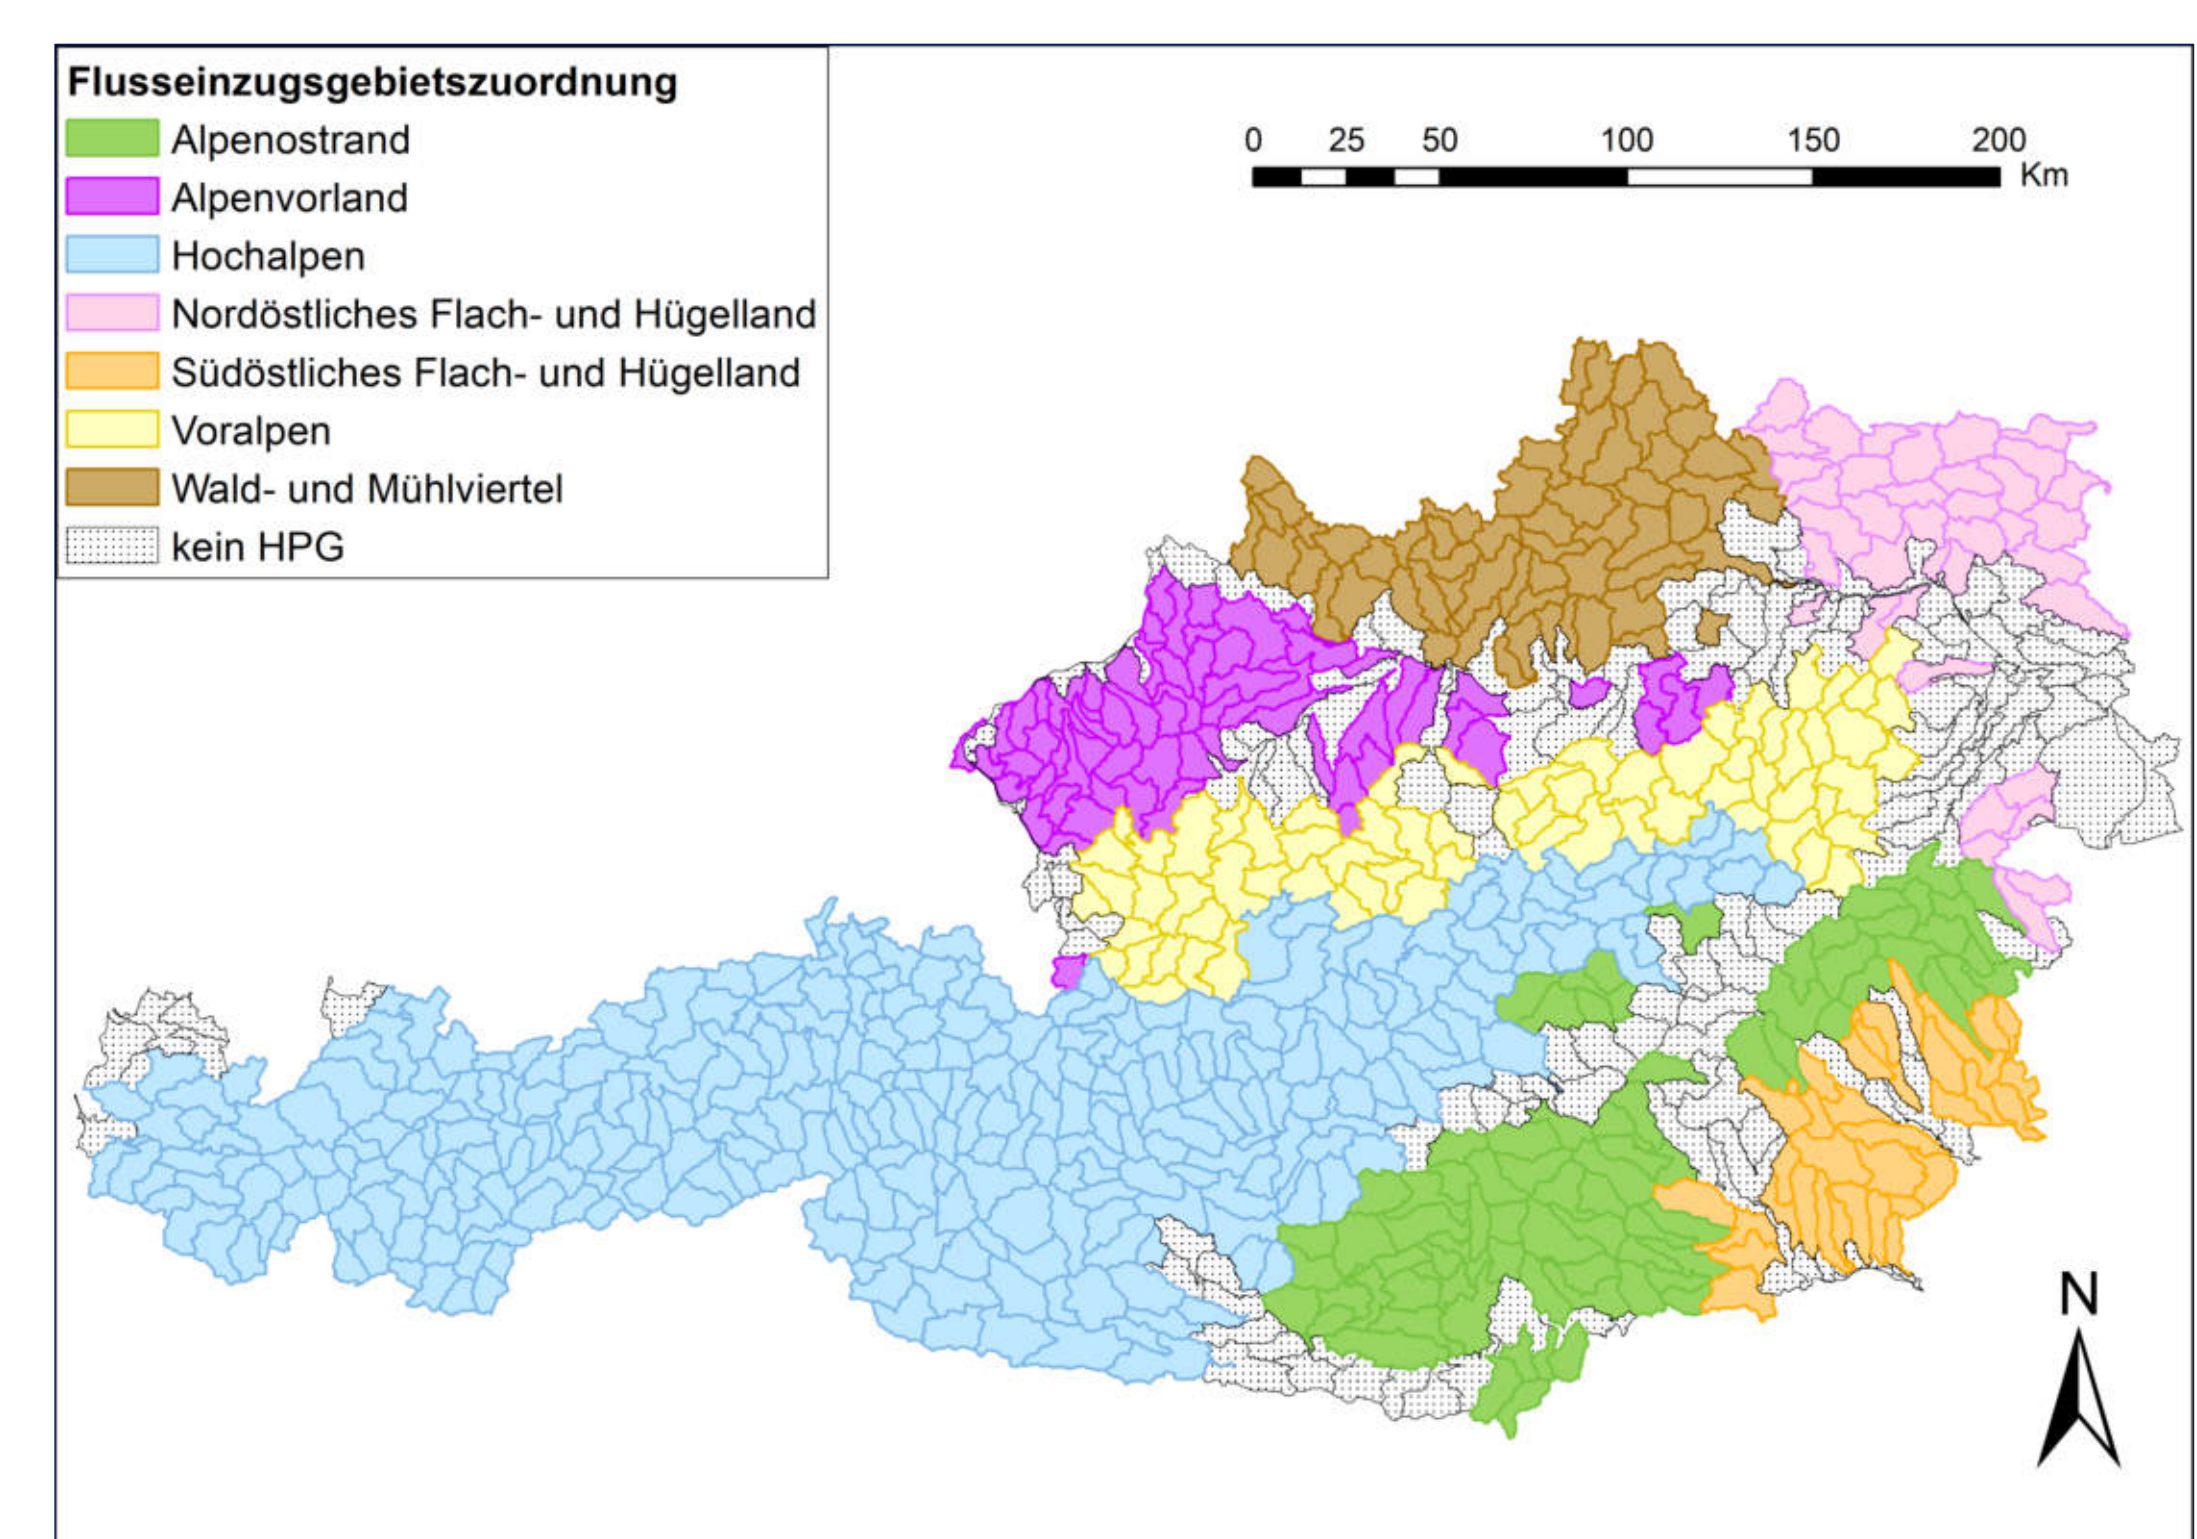 Flusseinzugsgebietszuordnung
Alpenostrand
Alpenvorland
Hochalpen
Nordöstliches Flach- und Hügelland
Südöstliches Flach- und Hügelland
Voralpen
Wald- und Mühlviertel
kein HPG
0 25 50 100 150 200
Km
N